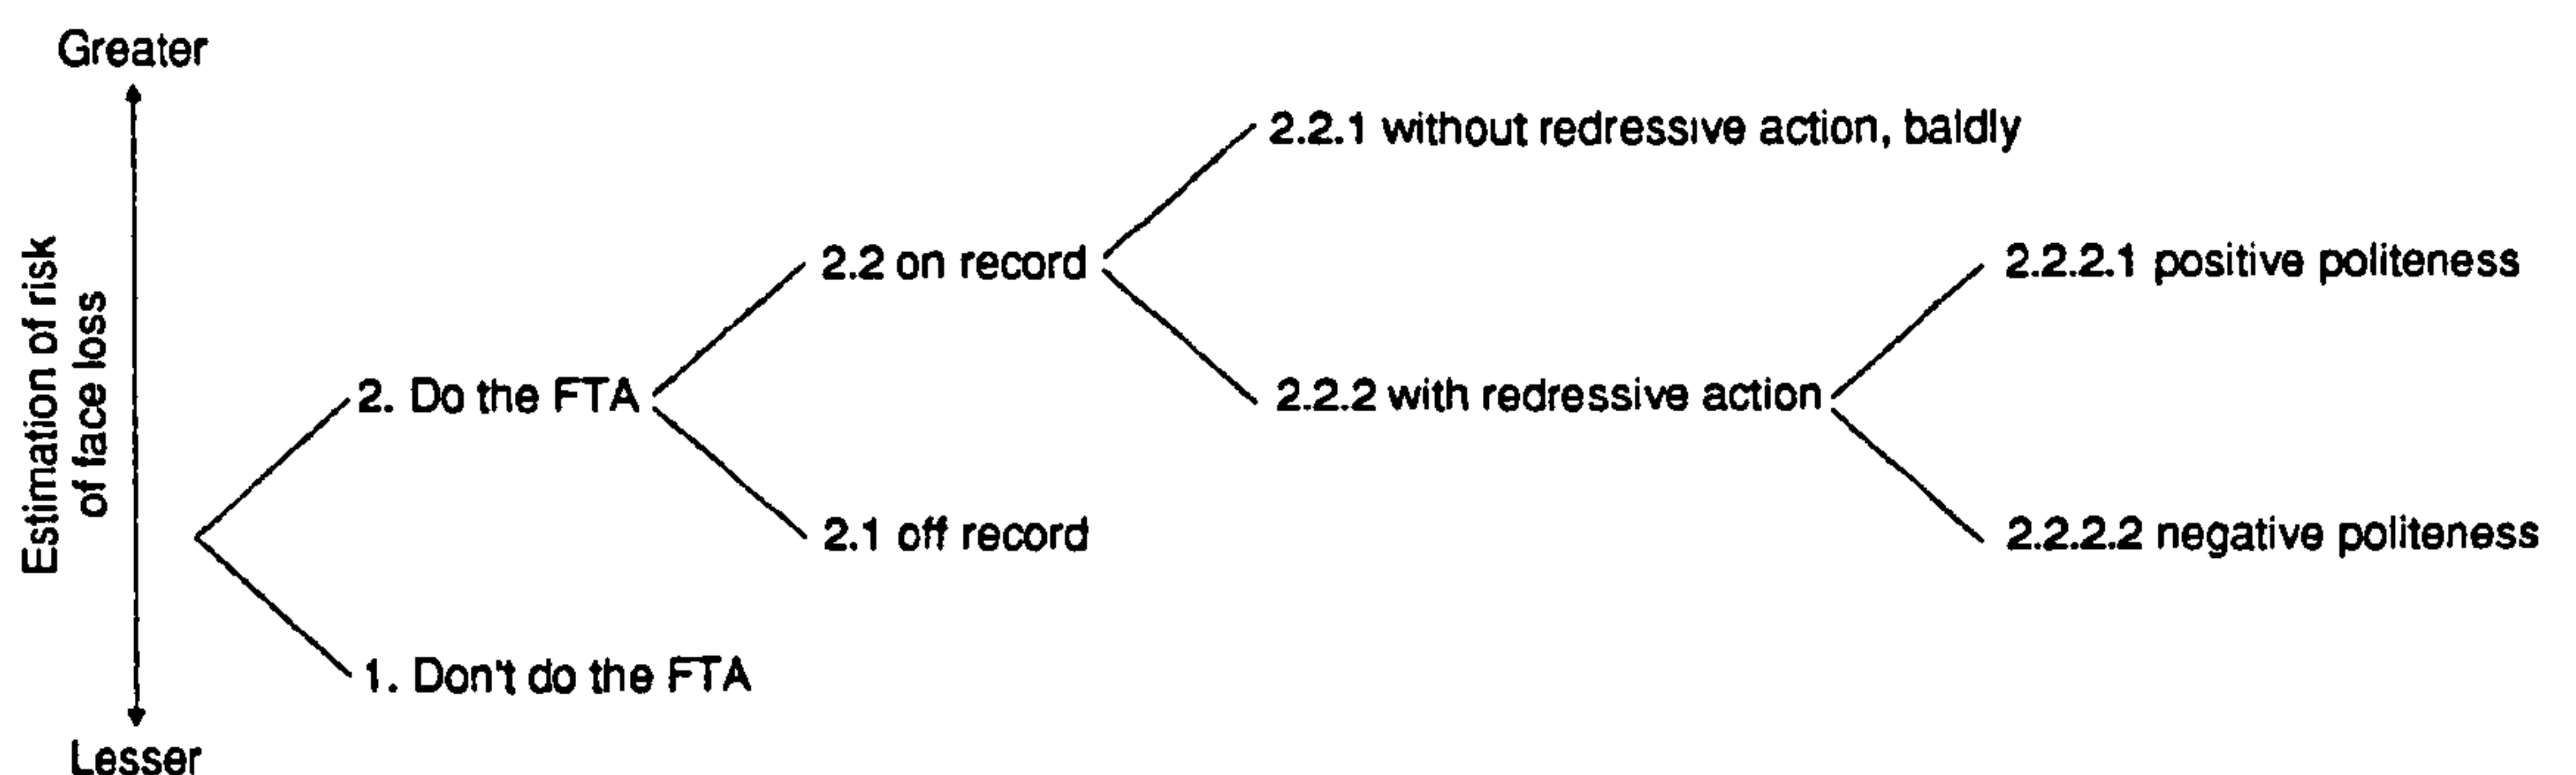 Greater
2.2.1 without redressive action, baldly
Estimation of risk
of face loss
2.2 on record
2.2.2.1 positive politeness
2. Do the FTA
2.2.2 with redressive action
2.1 off record
2.2.2.2 negative politeness
1. Don't do the FTA
Lesser